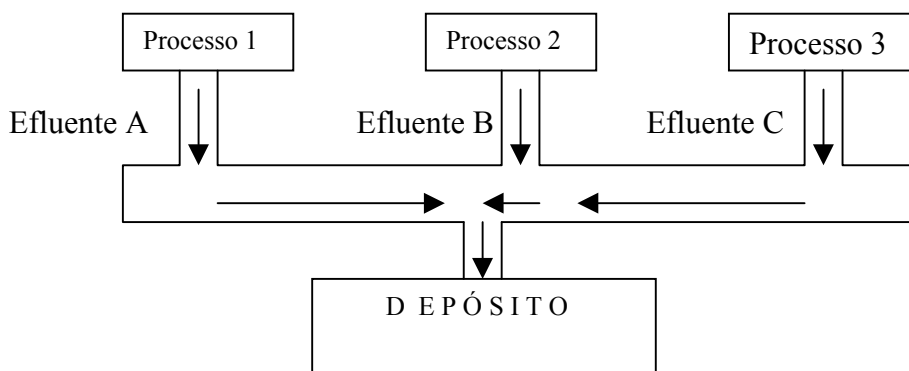 Processo 1
Processo 2
Processo 3
Efluente A
Efluente B
Efluente C
D E P Ó S I T O